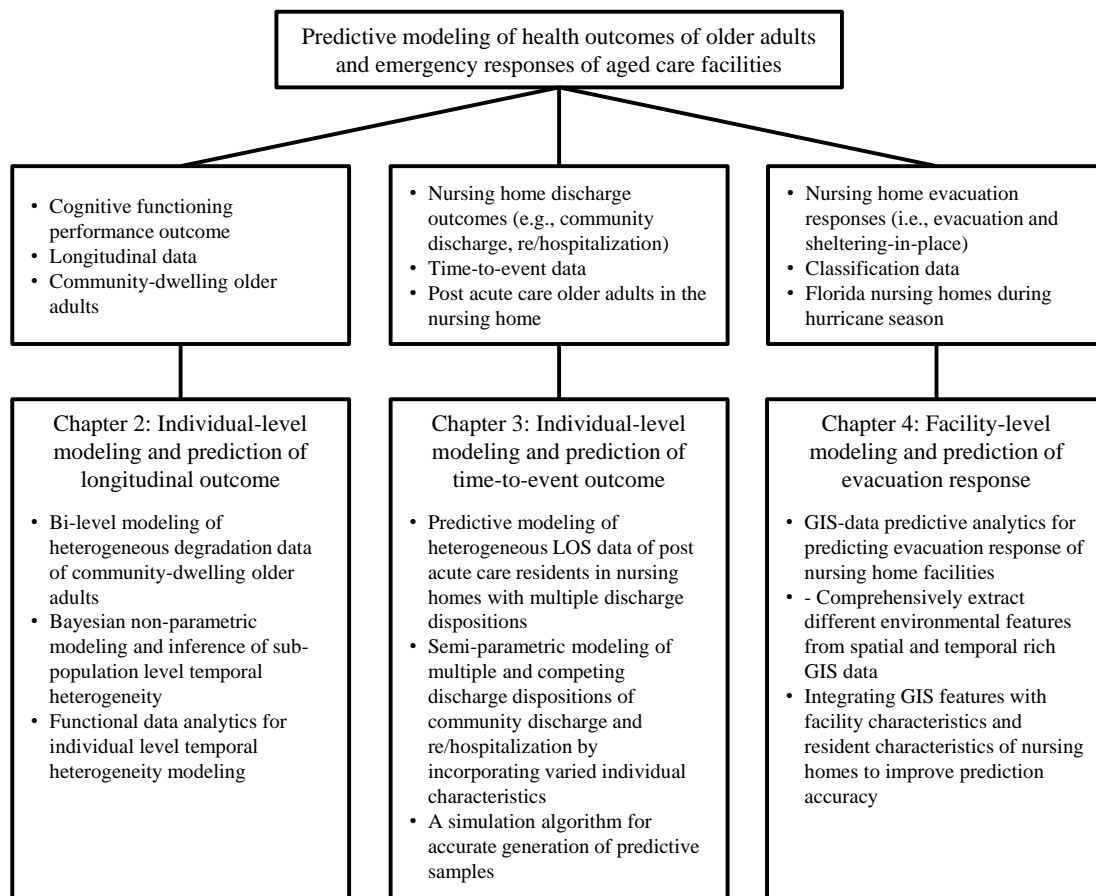 Predictive modeling of health outcomes of older adults
and emergency responses of aged care facilities
• Cognitive functioning
performance outcome
• Longitudinal data
• Community-dwelling older
adults
• Nursing home discharge
outcomes (e.g., community
discharge, re/hospitalization)
• Time-to-event data
• Post acute care older adults in the
nursing home
• Nursing home evacuation
responses (i.e., evacuation and
sheltering-in-place)
• Classification data
• Florida nursing homes during
hurricane season
Chapter 2: Individual-level
modeling and prediction of
longitudinal outcome
• Bi-level modeling of
heterogeneous degradation data
of community-dwelling older
adults
• Bayesian non-parametric
modeling and inference of sub-
population level temporal
heterogeneity
• Functional data analytics for
individual level temporal
heterogeneity modeling
Chapter 3: Individual-level
modeling and prediction of
time-to-event outcome
• Predictive modeling of
heterogeneous LOS data of post
acute care residents in nursing
homes with multiple discharge
dispositions
• Semi-parametric modeling of
multiple and competing
discharge dispositions of
community discharge and
re/hospitalization by
incorporating varied individual
characteristics
• A simulation algorithm for
accurate generation of predictive
samples
Chapter 4: Facility-level
modeling and prediction of
evacuation response
• GIS-data predictive analytics for
predicting evacuation response of
nursing home facilities
• - Comprehensively extract
different environmental features
from spatial and temporal rich
GIS data
• Integrating GIS features with
facility characteristics and
resident characteristics of nursing
homes to improve prediction
accuracy